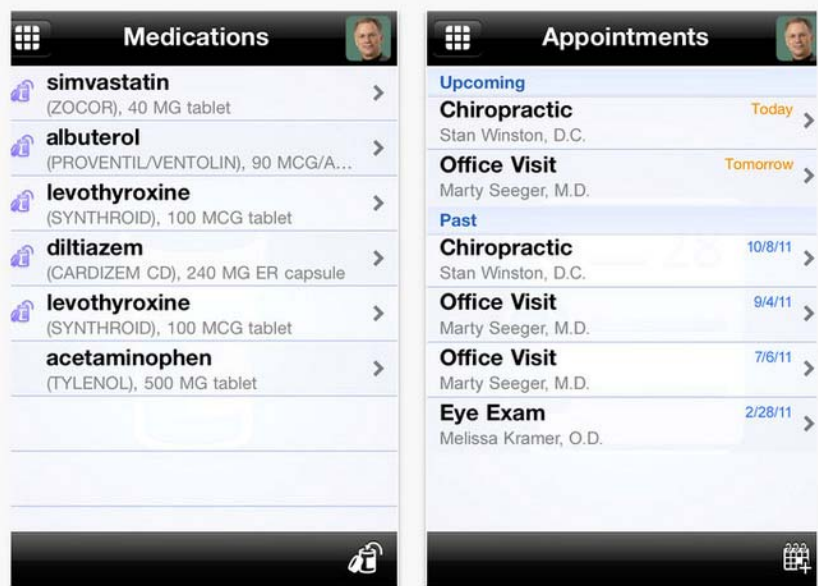 Medications
simvastatin
(ZOCOR), 40 MG tablet
albuterol
(PROVENTIL/VENTOLIN), 90 MCG/A...
levothyroxine
(SYNTHROID), 100 MCG tablet
diltiazem
(CARDIZEM CD), 240 MG ER capsule
levothyroxine
(SYNTHROID), 100 MCG tablet
acetaminophen
(TYLENOL), 500 MG tablet
Appointments
Upcoming
Chiropractic Today
Stan Winston, D.C.
Office Visit Tomorrow
Marty Seeger, M.D.
Past
Chiropractic 10/8/11
Stan Winston, D.C.
Office Visit 9/4/11
Marty Seeger, M.D.
Office Visit 7/6/11
Marty Seeger, M.D.
Eye Exam 2/28/11
Melissa Kramer, O.D.